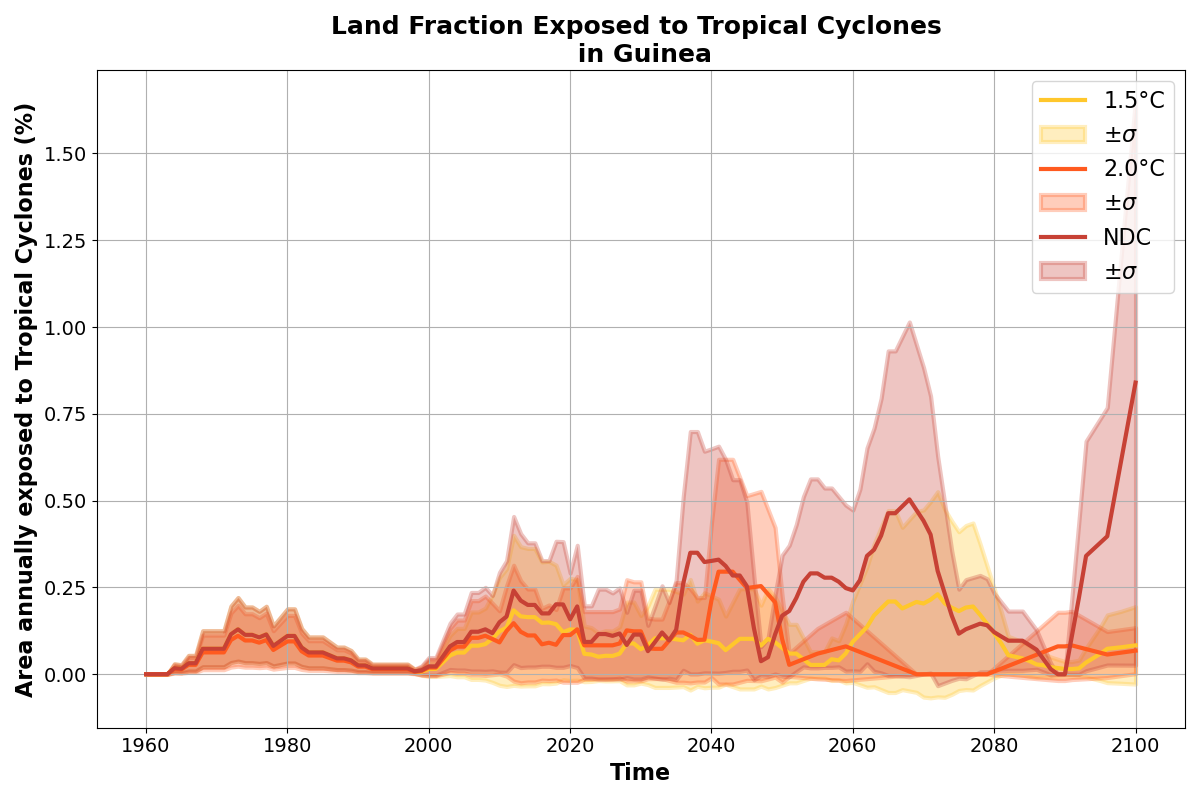 Land Fraction Exposed to Tropical Cyclones
in Guinea
Area annually exposed to Tropical Cyclones (%)
1.50
1.25
1.00
0.75
0.50
0.25
0.00
1960
1980
2000
2020
2040
2060
2080
2100
Time
1.5°C
±σ
2.0°C
±σ
NDC
±σ